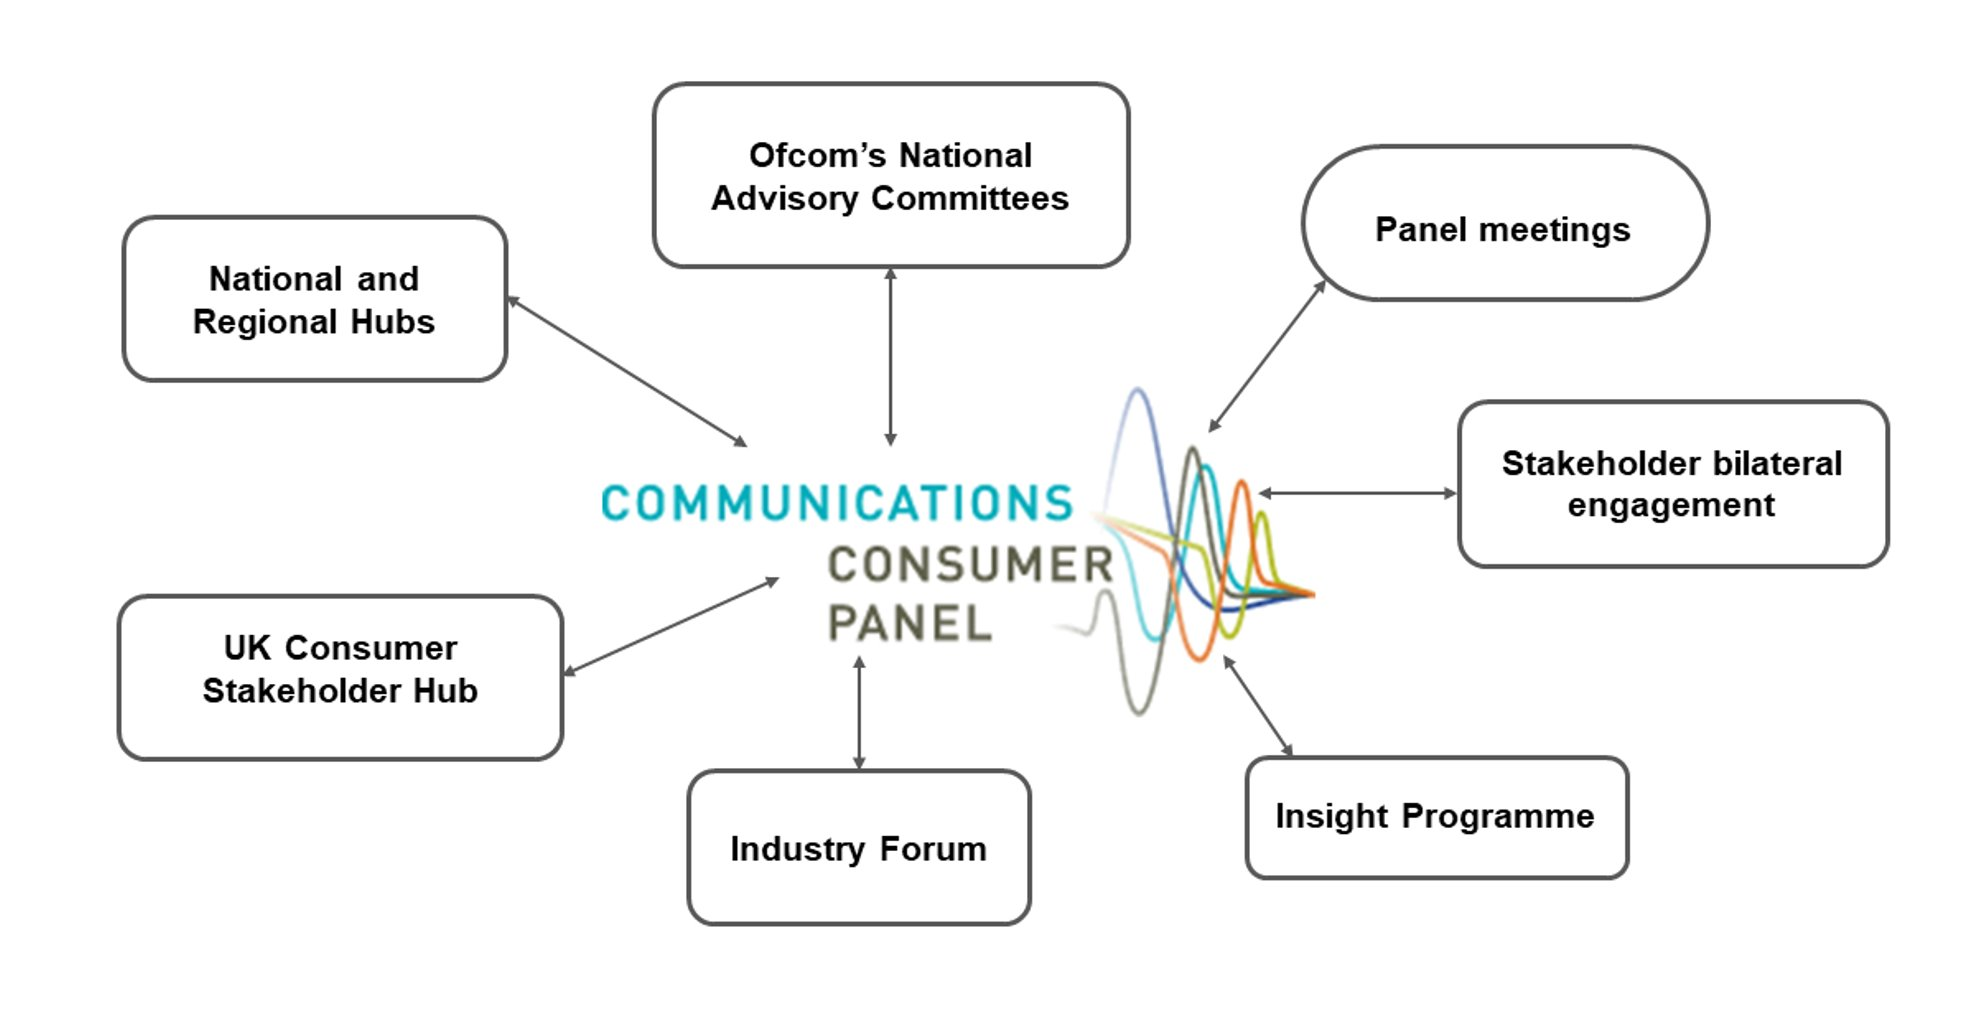 Ofcom’s National
Advisory Committees
Panel meetings
National and
Regional Hubs
Stakeholder bilateral
engagement
COMMUNICATIONS
CONSUMER
PANEL
UK Consumer
Stakeholder Hub
Insight Programme
Industry Forum